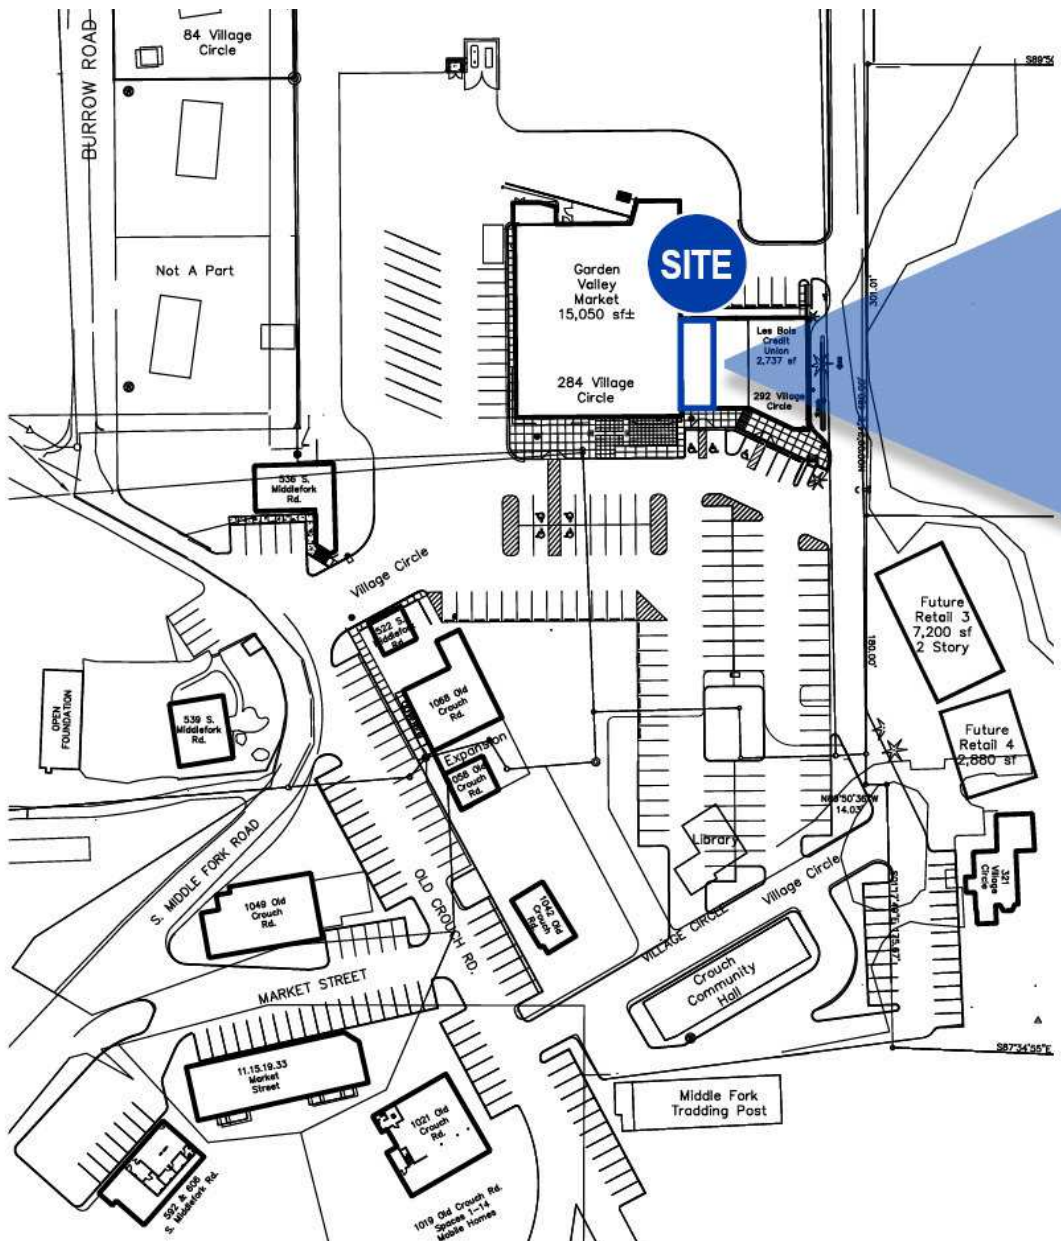 84 Village
Circle
BURROW ROAD
S89°50
Not A Part
Garden
Valley
Market
15,050 sf±
SITE
301.01'
Les Bois
Credit
Union
2,737 sf
284 Village
Circle
292 Village
Circle
536 S.
Middlefork
Rd.
Village Circle
522 S.
Middlefork
Rd.
Future
Retail 3
7,200 sf
2 Story
180.00'
1068 Old
Crouch
Rd.
OPEN
FOUNDATION
539 S.
Middlefork
Rd.
Expansion
058 Old
Crouch
Rd.
Future
Retail 4
2,880 sf
N68°50'36"W
14.03'
Library
S. MIDDLE FORK ROAD
Village Circle
321
Village
Circle
OLD CROUCH RD.
1049 Old
Crouch
Rd.
1042 Old
Crouch
Rd.
VILLAGE CIRCLE
MARKET STREET
Crouch
Community
Hall
S87°34'55"E
11.15.19.33
Market
Street
Middle Fork
Tradding Post
1021 Old
Crouch
Rd.
592 & 606
S. Middlefork Rd.
1019 Old Crouch Rd.
Spaces 1-14
Mobile Homes